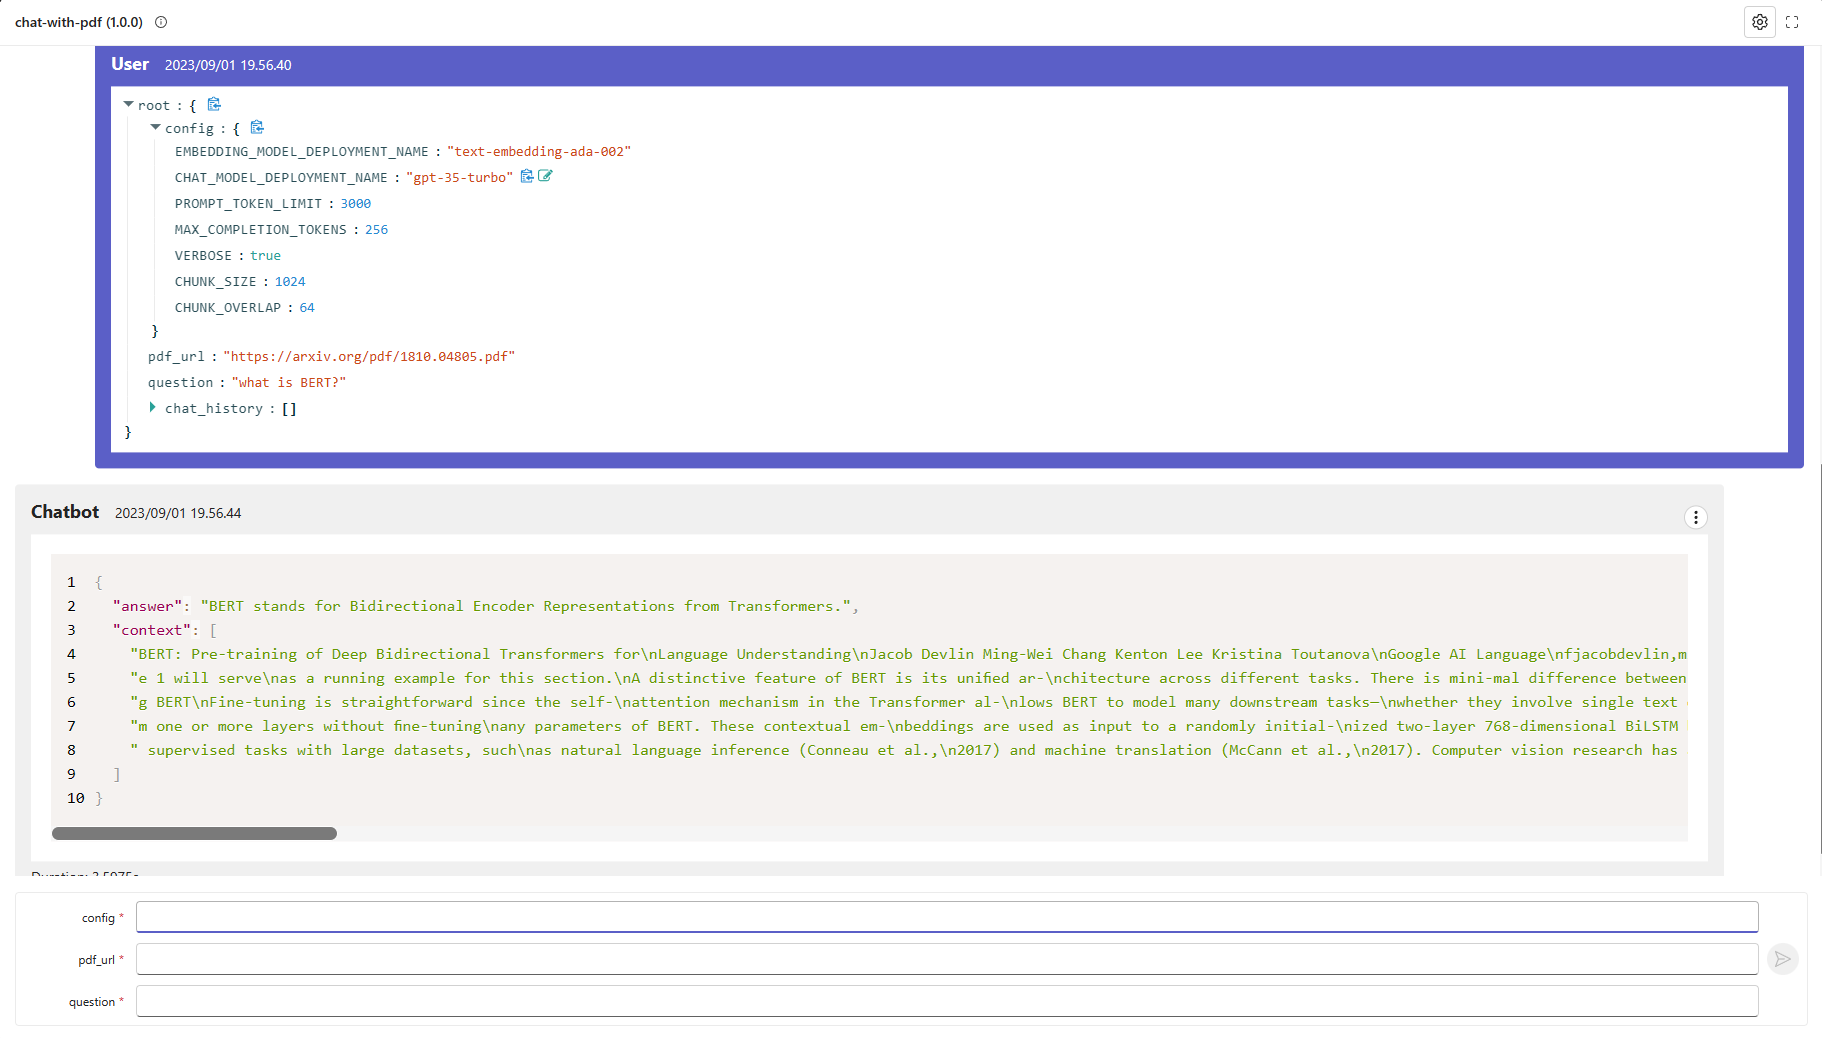 chat-with-pdf (1.0.0)
User 2023/09/01 19.56.40
root : {
config : {
EMBEDDING_MODEL_DEPLOYMENT_NAME : "text-embedding-ada-002"
CHAT_MODEL_DEPLOYMENT_NAME : "gpt-35-turbo"
PROMPT_TOKEN_LIMIT : 3000
MAX_COMPLETION_TOKENS : 256
VERBOSE : true
CHUNK_SIZE : 1024
CHUNK_OVERLAP : 64
}
pdf_url : "https://arxiv.org/pdf/1810.04805.pdf"
question : "what is BERT?"
chat_history : []
}
Chatbot 2023/09/01 19.56.44
1 {
2 "answer": "BERT stands for Bidirectional Encoder Representations from Transformers.",
3 "context": [
4 "BERT: Pre-training of Deep Bidirectional Transformers for\nLanguage Understanding\nJacob Devlin Ming-Wei Chang Kenton Lee Kristina Toutanova\nGoogle AI Language\nfjacobdevlin,m
5 "e 1 will serve\nas a running example for this section.\nA distinctive feature of BERT is its unified ar-\nchitecture across different tasks. There is mini-mal difference between
6 "g BERT\nFine-tuning is straightforward since the self-\nattention mechanism in the Transformer al-\nlows BERT to model many downstream tasks—\nwhether they involve single text
7 "m one or more layers without fine-tuning\nany parameters of BERT. These contextual em-\nbeddings are used as input to a randomly initial-\nized two-layer 768-dimensional BiLSTM
8 " supervised tasks with large datasets, such\nas natural language inference (Conneau et al.,\n2017) and machine translation (McCann et al.,\n2017). Computer vision research has
9 ]
10 }
Duration: 3.5975s
config *
pdf_url *
question *